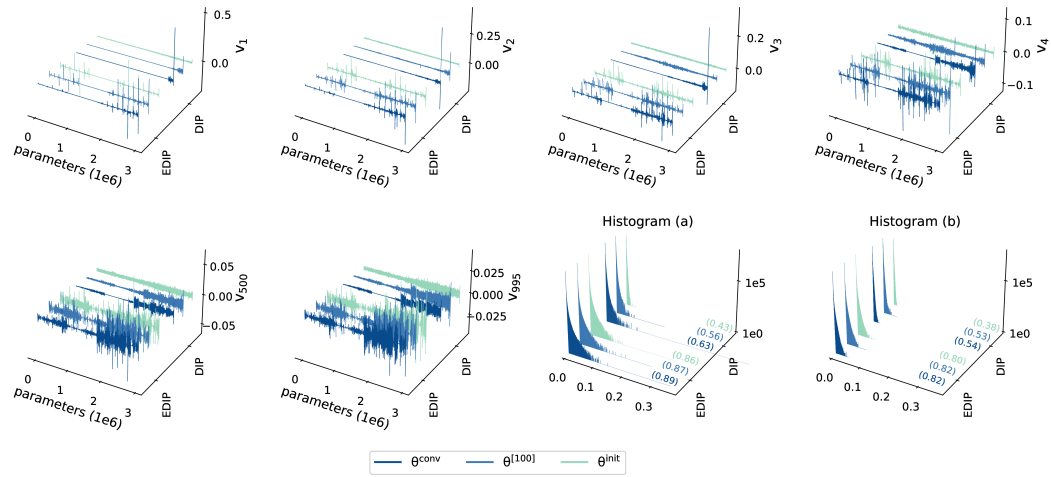 0.5
0.0
v1
DIP
EDIP
0
1
2
3
parameters (1e6)
0.25
0.00
v2
DIP
EDIP
0
1
2
3
parameters (1e6)
0.2
0.0
v3
DIP
EDIP
0
1
2
3
parameters (1e6)
0.1
0.0
−0.1
v4
DIP
EDIP
0
1
2
3
parameters (1e6)
0.05
0.00
−0.05
v500
DIP
EDIP
0
1
2
3
parameters (1e6)
0.025
0.000
−0.025
v995
DIP
EDIP
0
1
2
3
parameters (1e6)
Histogram (a)
1e5
1e0
(0.43)
(0.56)
(0.63)
(0.86)
(0.87)
(0.89)
DIP
EDIP
0.0
0.1
0.2
0.3
Histogram (b)
1e5
1e0
(0.38)
(0.53)
(0.54)
(0.80)
(0.82)
(0.82)
DIP
EDIP
0.0
0.1
0.2
0.3
θconv θ[100] θinit